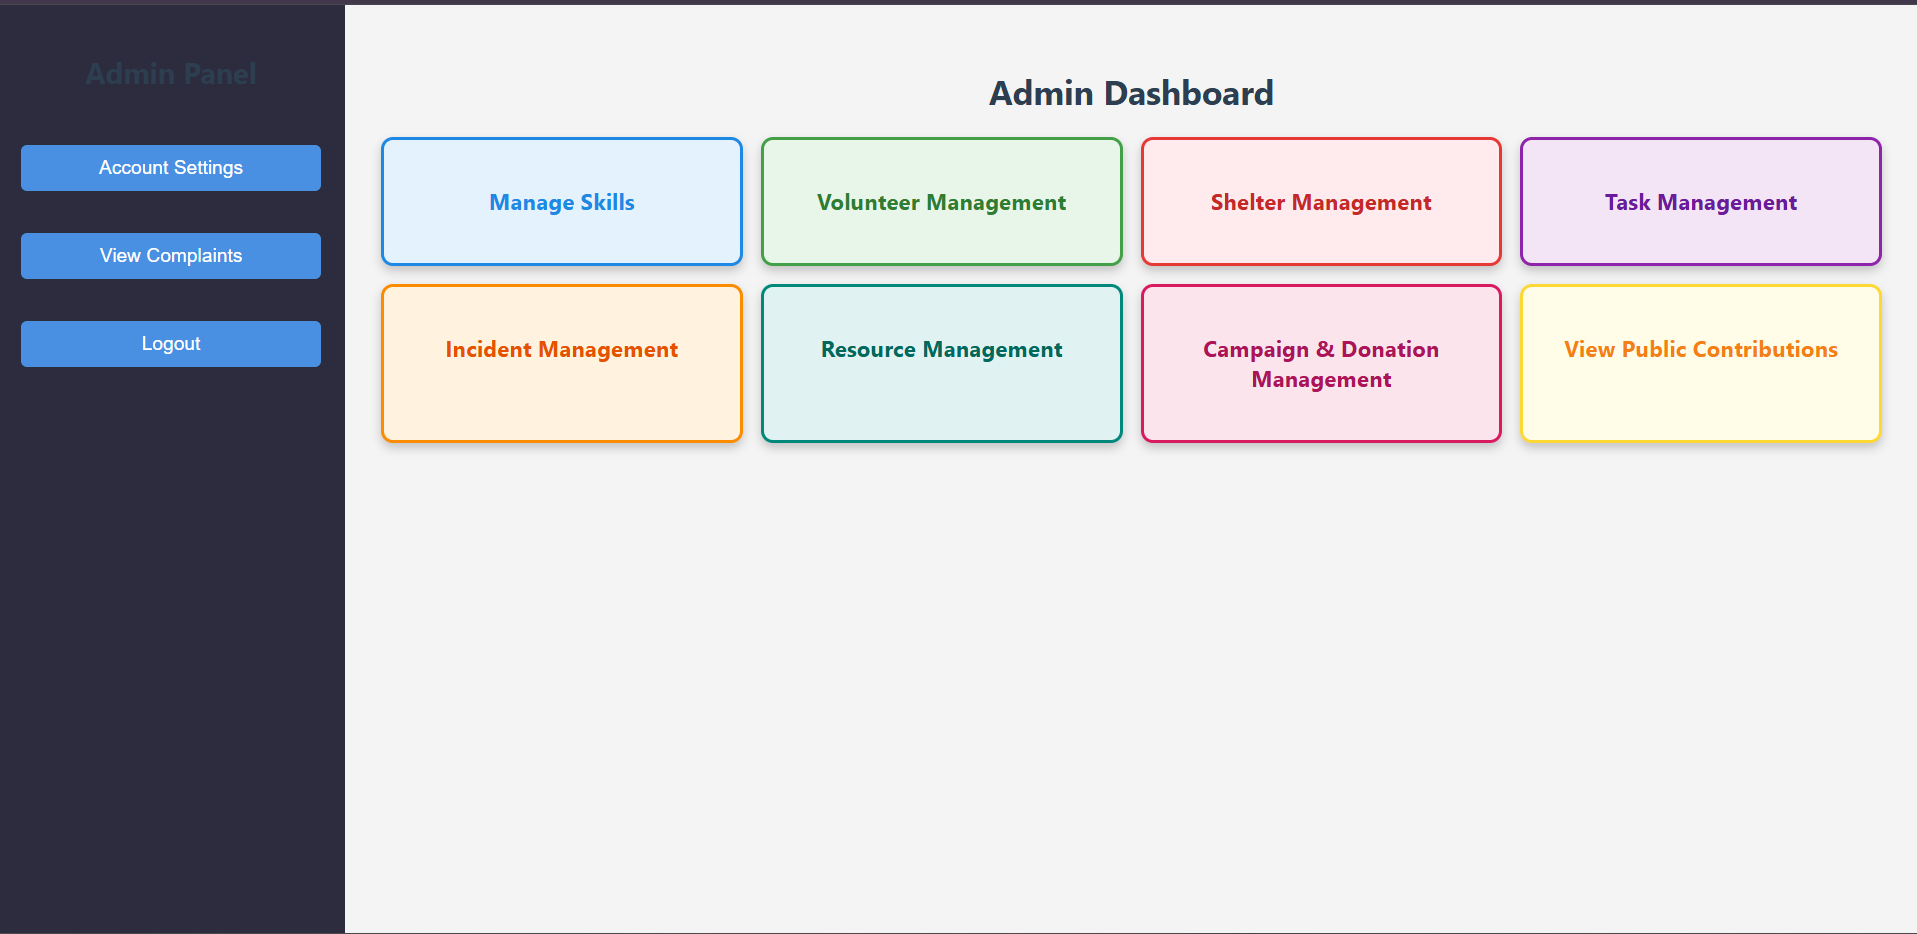 Admin Panel
Account Settings
View Complaints
Logout
Admin Dashboard
Manage Skills
Volunteer Management
Shelter Management
Task Management
Incident Management
Resource Management
Campaign & Donation
Management
View Public Contributions